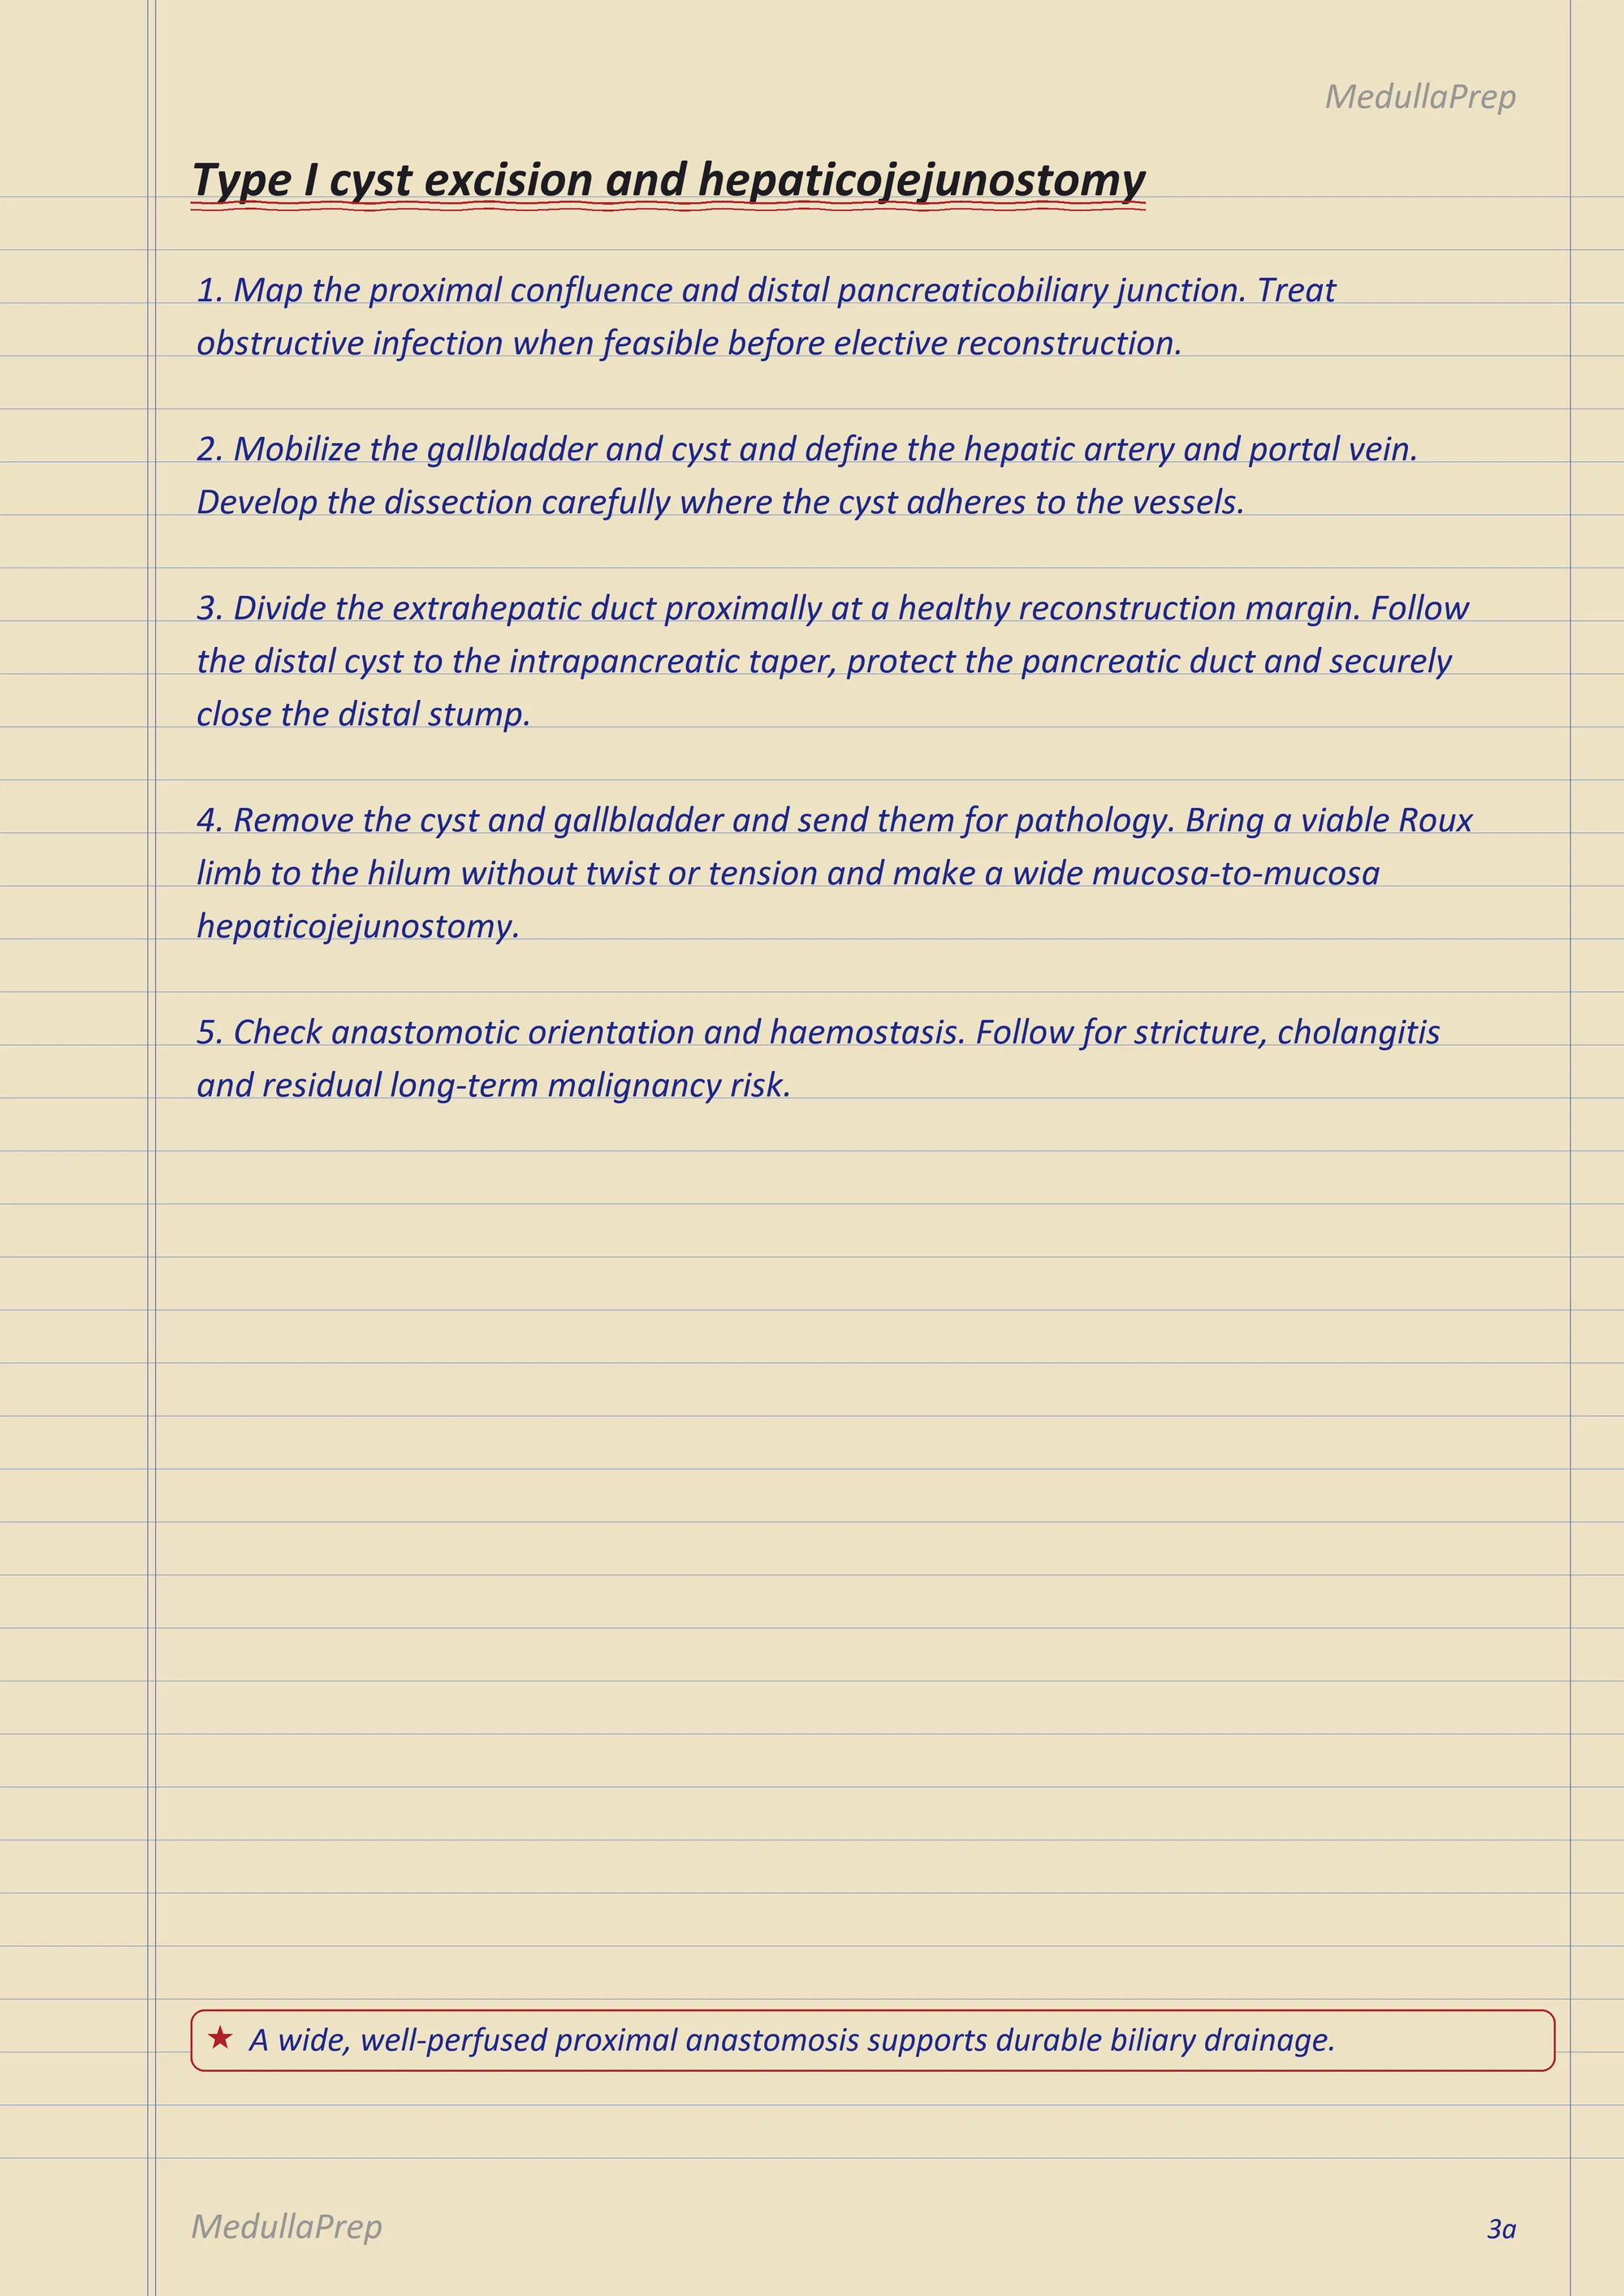 MedullaPrep
Type I cyst excision and hepaticojejunostomy
1. Map the proximal confluence and distal pancreaticobiliary junction. Treat
obstructive infection when feasible before elective reconstruction.
2. Mobilize the gallbladder and cyst and define the hepatic artery and portal vein.
Develop the dissection carefully where the cyst adheres to the vessels.
3. Divide the extrahepatic duct proximally at a healthy reconstruction margin. Follow
the distal cyst to the intrapancreatic taper, protect the pancreatic duct and securely
close the distal stump.
4. Remove the cyst and gallbladder and send them for pathology. Bring a viable Roux
limb to the hilum without twist or tension and make a wide mucosa-to-mucosa
hepaticojejunostomy.
5. Check anastomotic orientation and haemostasis. Follow for stricture, cholangitis
and residual long-term malignancy risk.
★ A wide, well-perfused proximal anastomosis supports durable biliary drainage.
MedullaPrep
3a